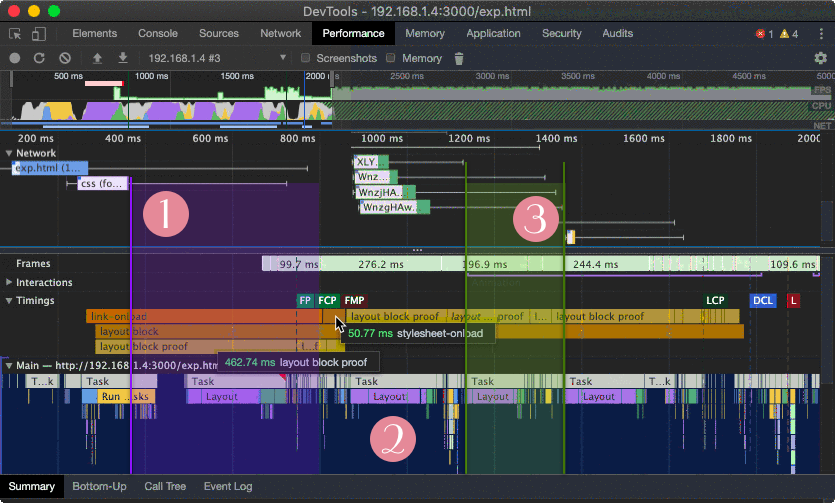 DevTools - 192.168.1.4:3000/exp.html
Elements Console Sources Network Performance Memory Application Security Audits 1 4
192.168.1.4 #3 Screenshots Memory
500 ms 1000 ms 1500 ms 2000 2500 ms 3000 ms 3500 ms 4000 ms 4500 ms 5000
FPS
CPU
NET
200 ms 400 ms 600 ms 800 ms 1000 ms 1200 ms 1400 ms 1600 ms 1800 ms 2000
Network
exp.html (1…
css (fo…
XLY…
Wnz…
WnzjHA…
WnzgHAw…
1
3
Frames 99.7 ms 276.2 ms 196.9 ms 244.4 ms 109.6 ms
Interactions Animation
Timings FP FCP FMP LCP DCL L
link-onload layout block proof layout … proof l… layout block proof
layout block
layout block proof
50.77 ms stylesheet-onload
462.74 ms layout block proof
Main — http://192.168.1.4:3000/exp.htm
T…k Task Task Task Task Task T…k
Run …sks Layout Layout Layout Layout
2
Summary Bottom-Up Call Tree Event Log